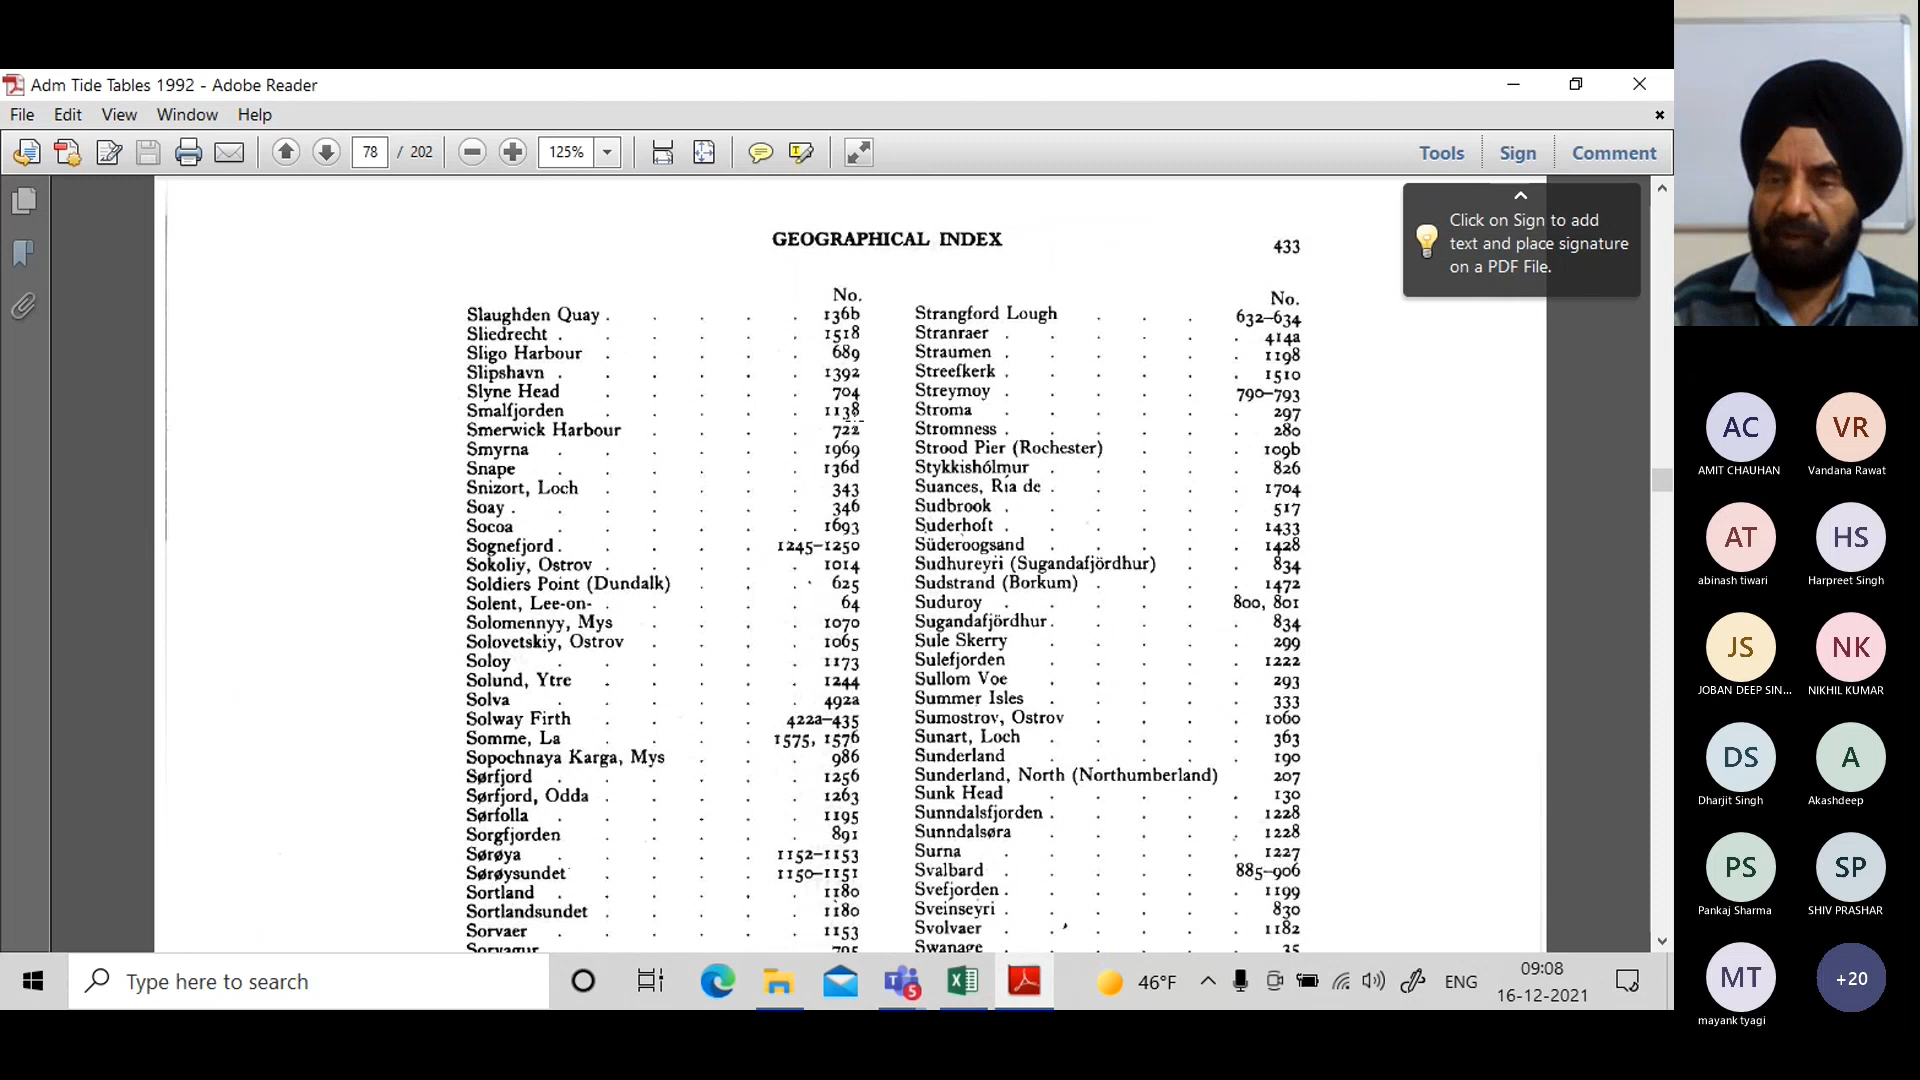 Adm Tide Tables 1992 - Adobe Reader
File Edit View Window Help
78 / 202 125% Tools Sign Comment
Click on Sign to add
text and place signature
on a PDF File.
GEOGRAPHICAL INDEX 433
No.
Slaughden Quay . 136b
Sliedrecht . 1518
Sligo Harbour 689
Slipshavn . 1392
Slyne Head 704
Smalfjorden 1138
Smerwick Harbour 722
Smyrna 1969
Snape 136d
Snizort, Loch 343
Soay . 346
Socoa 1693
Sognefjord . 1245–1250
Sokoliy, Ostrov . 1014
Soldiers Point (Dundalk) 625
Solent, Lee-on- . 64
Solomennyy, Mys 1070
Solovetskiy, Ostrov 1065
Soloy 1173
Solund, Ytre 1244
Solva 492a
Solway Firth 422a–435
Somme, La 1575, 1576
Sopochnaya Karga, Mys 986
Sørfjord 1256
Sørfjord, Odda 1263
Sørfolla 1195
Sorgfjorden 891
Sørøya 1152–1153
Sørøysundet 1150–1151
Sortland 1180
Sortlandsundet 1180
Sorvaer 1153
Sorvagur 795
No.
Strangford Lough 632–634
Stranraer 414a
Straumen 1198
Streefkerk 1510
Streymoy 790–793
Stroma 297
Stromness 280
Strood Pier (Rochester) 109b
Stykkishólmur 826
Suances, Ria de 1704
Sudbrook 517
Suderhoft 1433
Süderoogsand 1428
Sudhureyri (Sugandafjördhur) 834
Sudstrand (Borkum) 1472
Suduroy 800, 801
Sugandafjördhur 834
Sule Skerry 299
Sulefjorden 1222
Sullom Voe 293
Summer Isles 333
Sumostrov, Ostrov 1060
Sunart, Loch 363
Sunderland 190
Sunderland, North (Northumberland) 207
Sunk Head 130
Sunndalsfjorden 1228
Sunndalsøra 1228
Surna 1227
Svalbard 885–906
Svefjorden 1199
Sveinseyri 830
Svolvaer 1182
Swanage 35
Type here to search
5
46°F
ENG
09:08
16-12-2021
AC VR
AMIT CHAUHAN Vandana Rawat
AT HS
abinash tiwari Harpreet Singh
JS NK
JOBAN DEEP SIN... NIKHIL KUMAR
DS A
Dharjit Singh Akashdeep
PS SP
Pankaj Sharma SHIV PRASHAR
MT +20
mayank tyagi